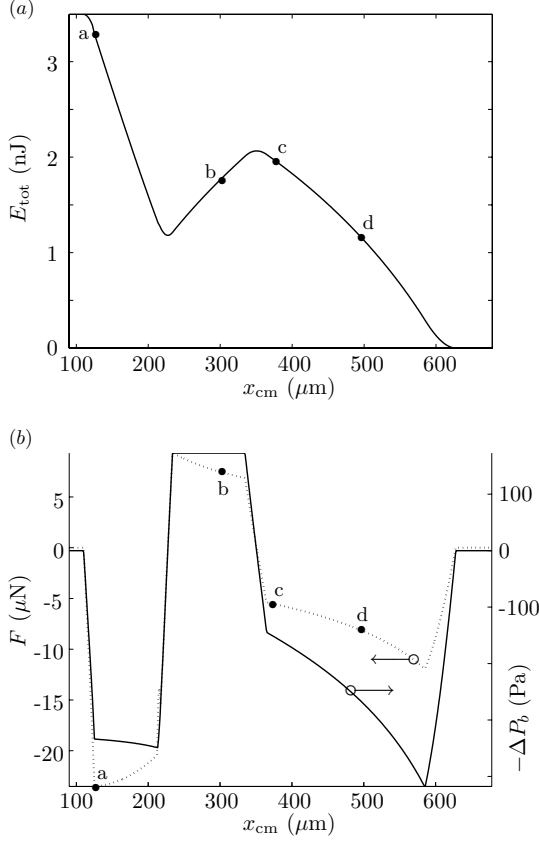 (a)
3
2
1
0
E_tot (nJ)
a
b
c
d
100 200 300 400 500 600
x_cm (μm)
(b)
5
0
-5
-10
-15
-20
F (μN)
100
0
-100
−ΔP_b (Pa)
a
b
c
d
100 200 300 400 500 600
x_cm (μm)